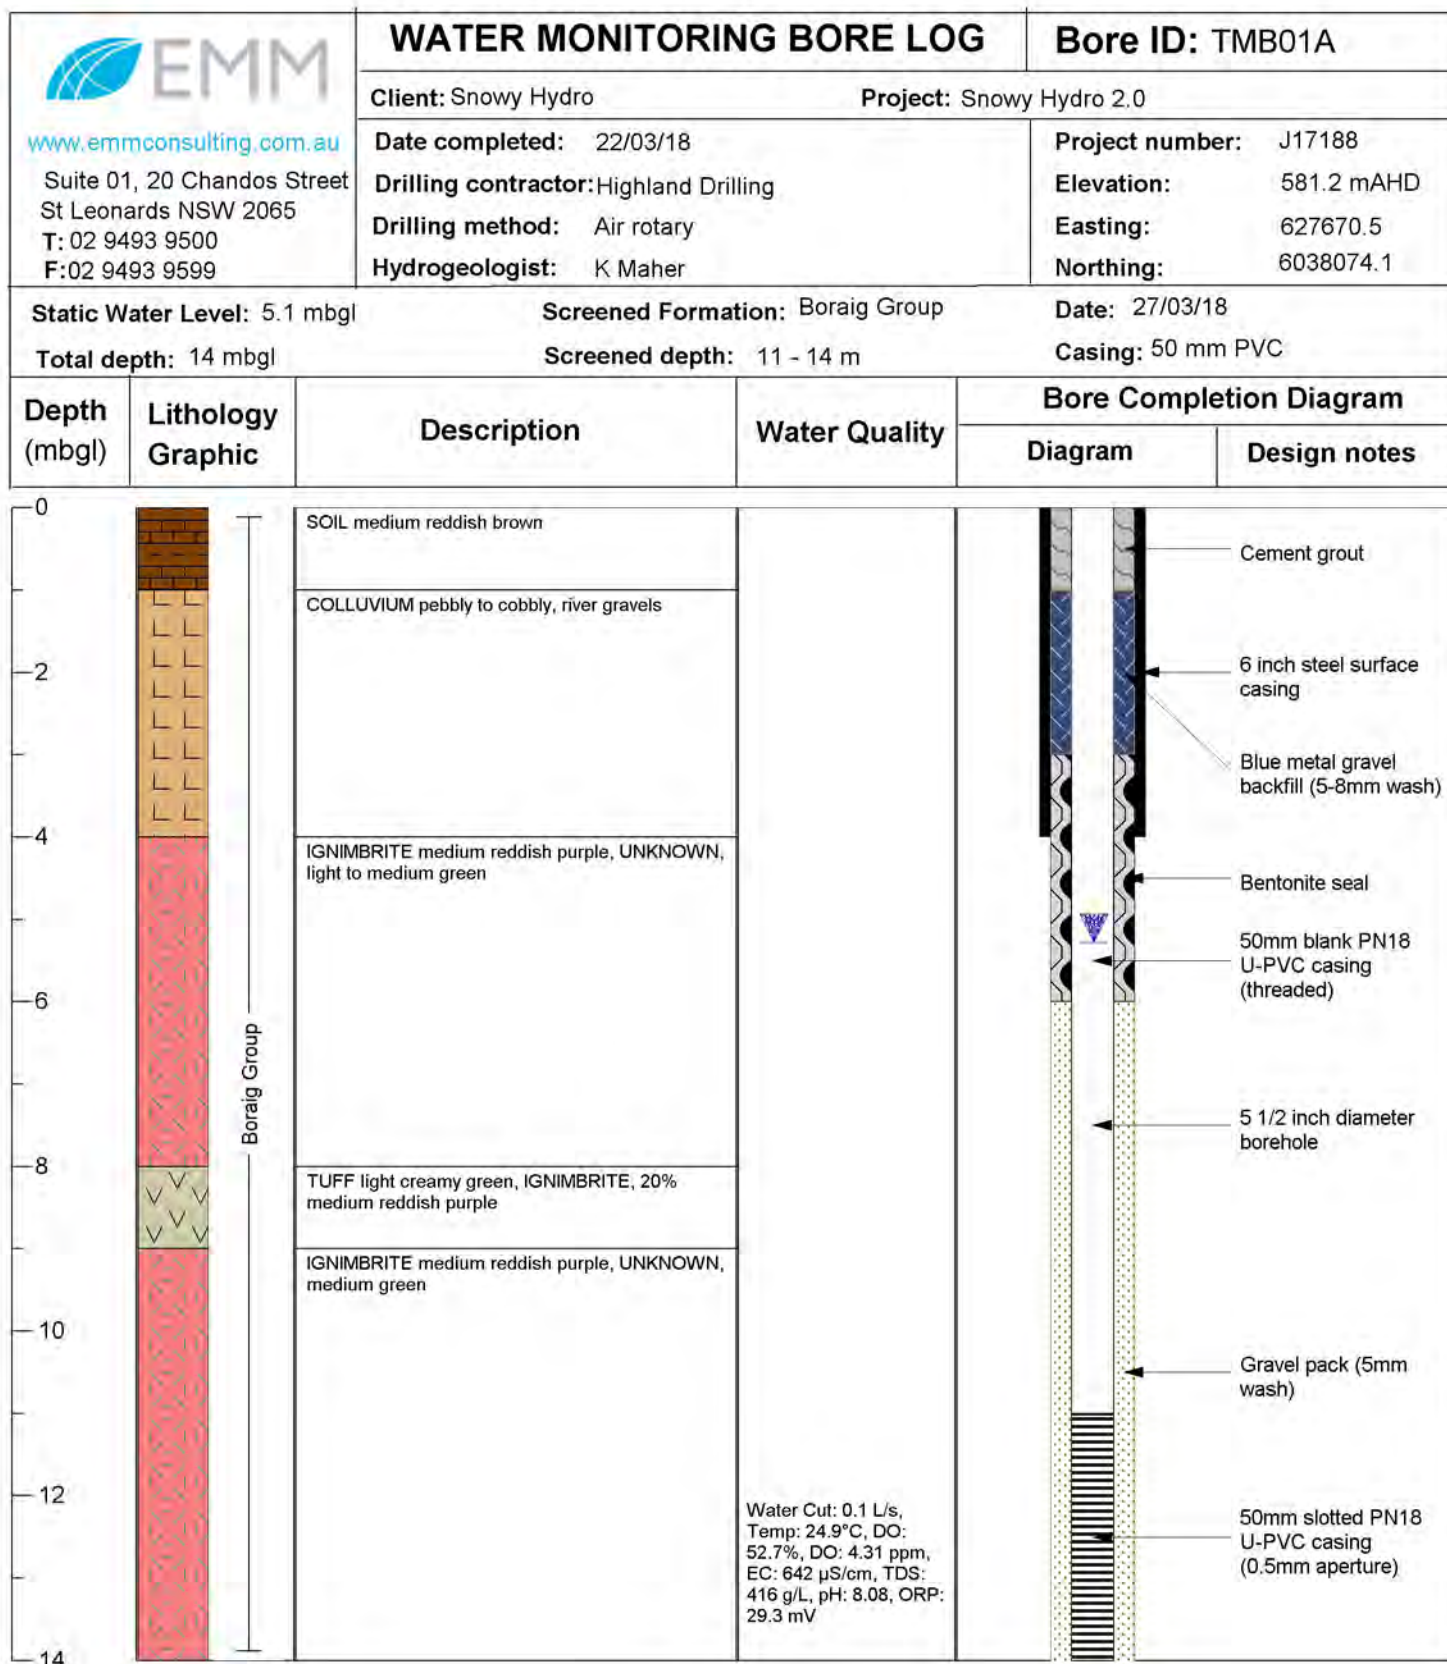 EMM
www.emmconsulting.com.au
Suite 01, 20 Chandos Street
St Leonards NSW 2065
T: 02 9493 9500
F:02 9493 9599
WATER MONITORING BORE LOG
Bore ID: TMB01A
Client: Snowy Hydro
Project: Snowy Hydro 2.0
Date completed: 22/03/18
Drilling contractor: Highland Drilling
Drilling method: Air rotary
Hydrogeologist: K Maher
Project number: J17188
Elevation: 581.2 mAHD
Easting: 627670.5
Northing: 6038074.1
Static Water Level: 5.1 mbgl
Screened Formation: Boraig Group
Date: 27/03/18
Total depth: 14 mbgl
Screened depth: 11 - 14 m
Casing: 50 mm PVC
Depth
(mbgl)
Lithology
Graphic
Description
Water Quality
Bore Completion Diagram
Diagram
Design notes
0
2
4
6
8
10
12
14
Boraig Group
SOIL medium reddish brown
COLLUVIUM pebbly to cobbly, river gravels
IGNIMBRITE medium reddish purple, UNKNOWN,
light to medium green
TUFF light creamy green, IGNIMBRITE, 20%
medium reddish purple
IGNIMBRITE medium reddish purple, UNKNOWN,
medium green
Water Cut: 0.1 L/s,
Temp: 24.9°C, DO:
52.7%, DO: 4.31 ppm,
EC: 642 µS/cm, TDS:
416 g/L, pH: 8.08, ORP:
29.3 mV
Cement grout
6 inch steel surface
casing
Blue metal gravel
backfill (5-8mm wash)
Bentonite seal
50mm blank PN18
U-PVC casing
(threaded)
5 1/2 inch diameter
borehole
Gravel pack (5mm
wash)
50mm slotted PN18
U-PVC casing
(0.5mm aperture)